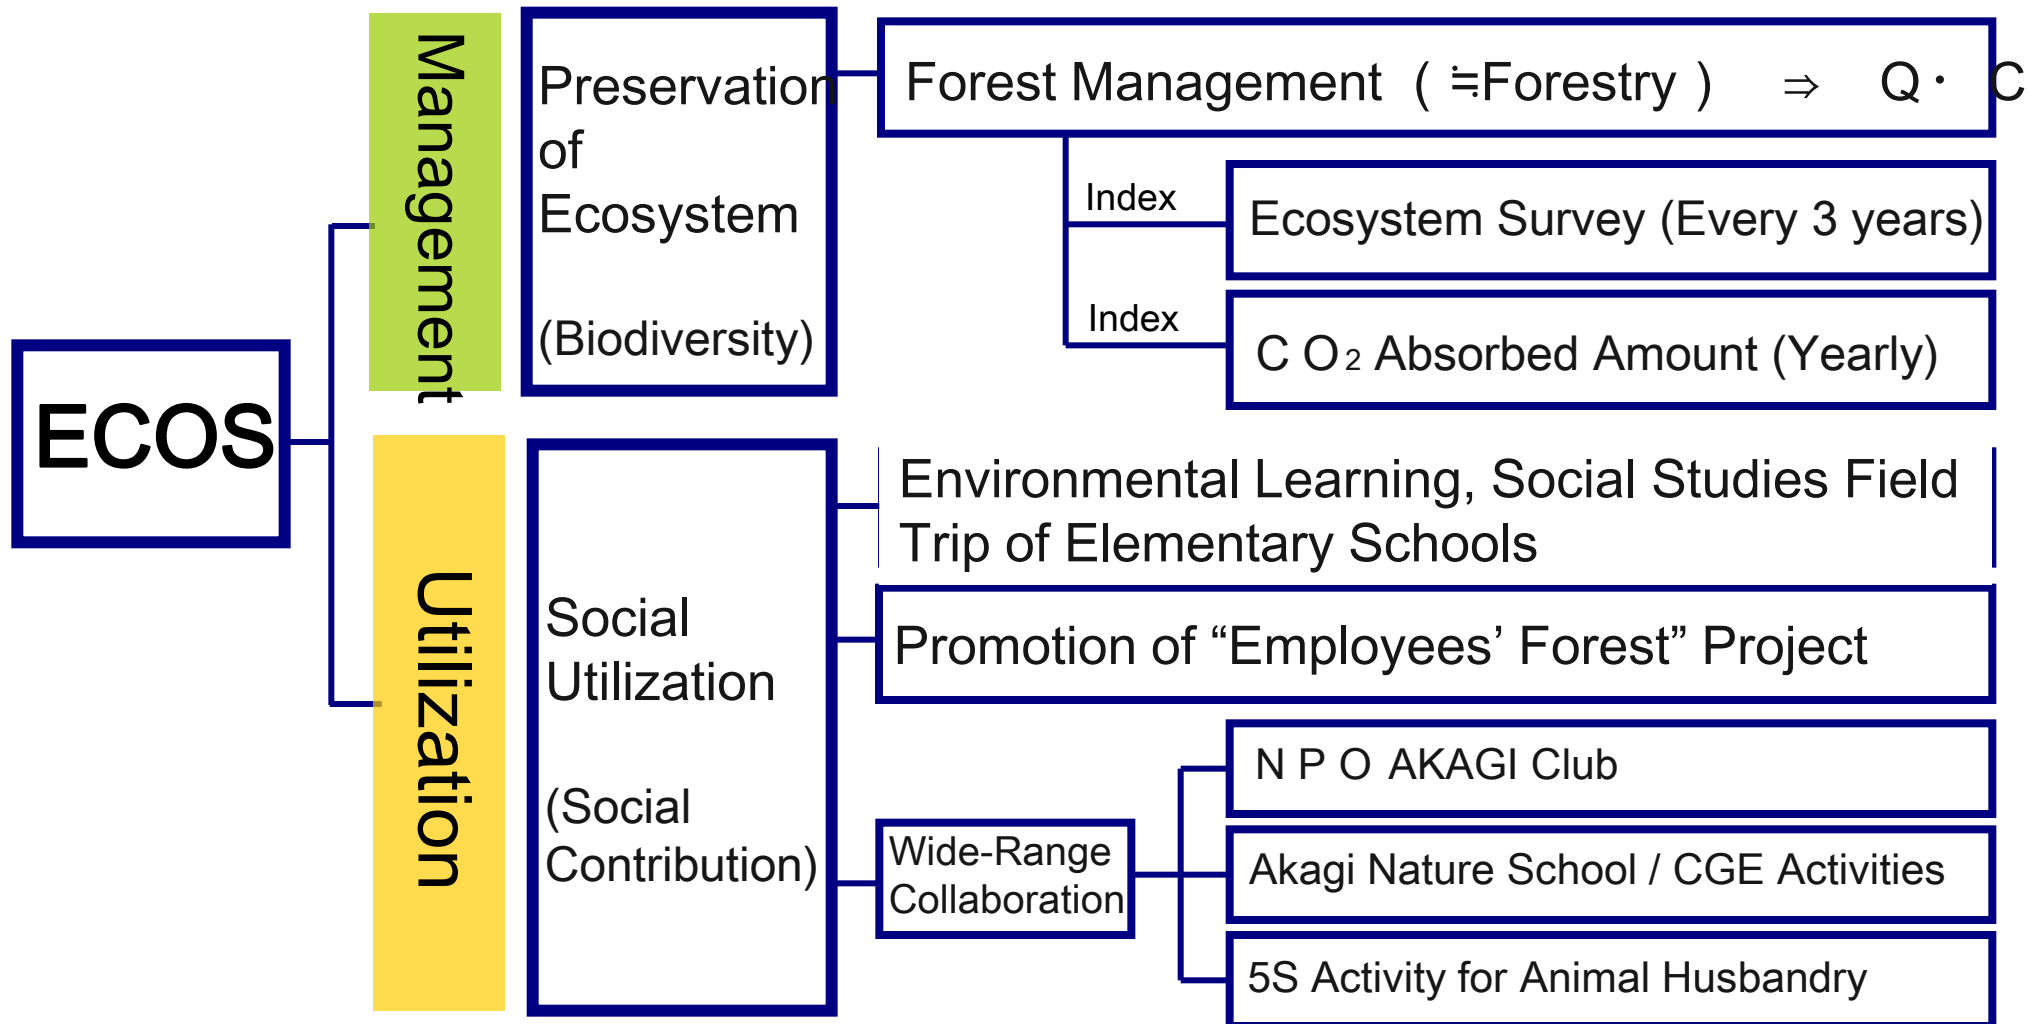 ECOS
Management
Preservation
of
Ecosystem
(Biodiversity)
Forest Management ( ≒Forestry ) ⇒ Q・ C
Index
Ecosystem Survey (Every 3 years)
Index
C O₂ Absorbed Amount (Yearly)
Utilization
Social
Utilization
(Social
Contribution)
Environmental Learning, Social Studies Field
Trip of Elementary Schools
Promotion of “Employees’ Forest” Project
Wide-Range
Collaboration
N P O AKAGI Club
Akagi Nature School / CGE Activities
5S Activity for Animal Husbandry